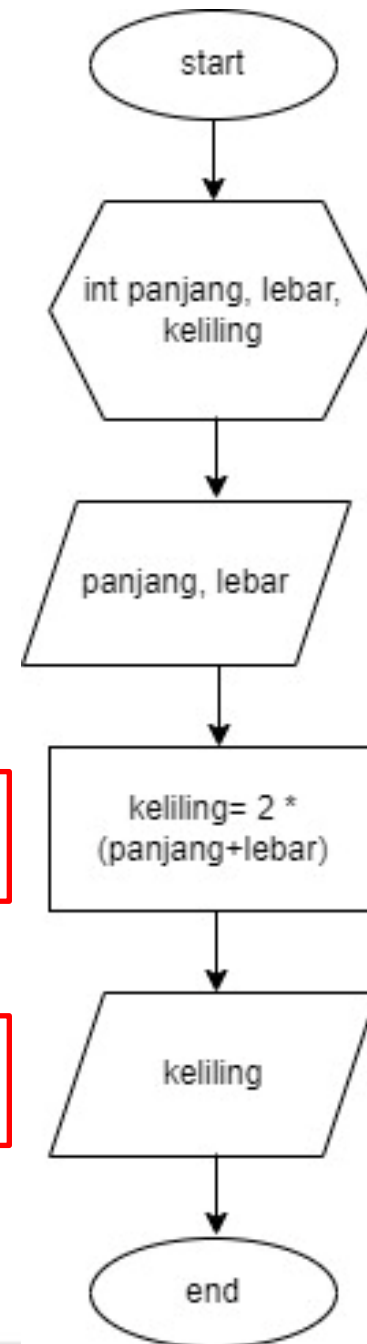 start
int panjang, lebar,
keliling
panjang, lebar
keliling= 2 *
(panjang+lebar)
keliling
end